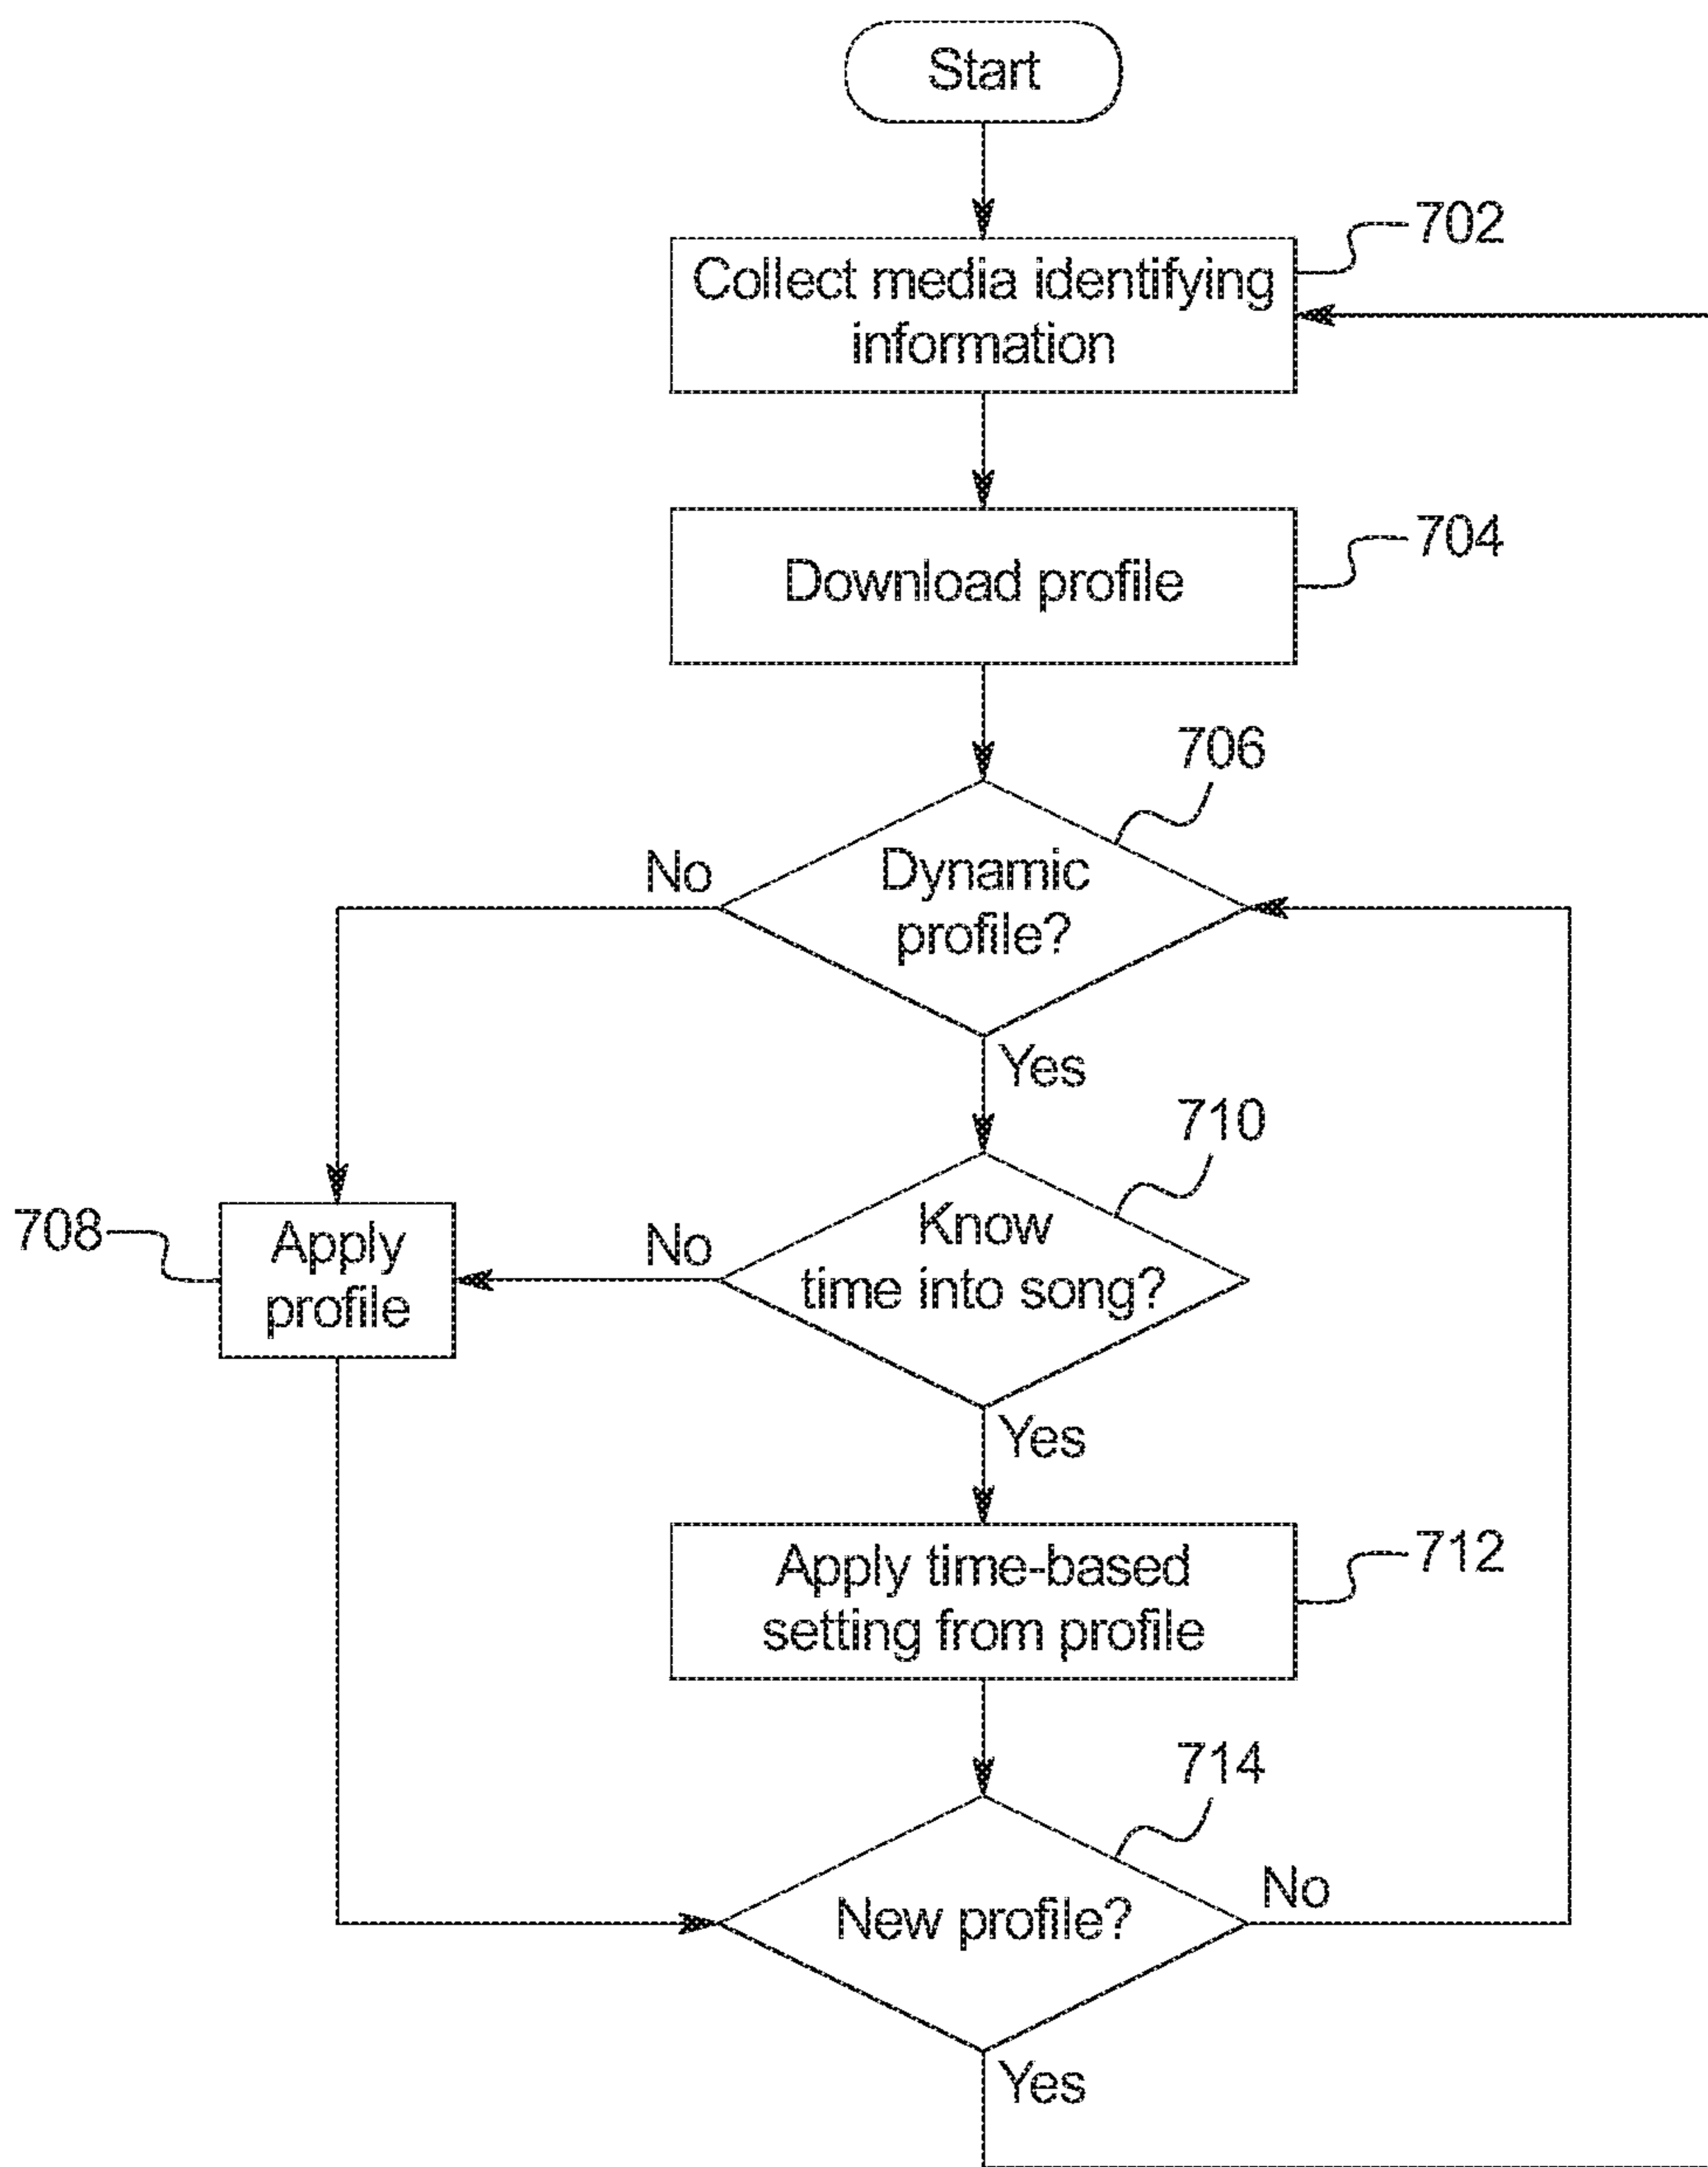 Start
702
Collect media identifying
information
704
Download profile
706
No
Dynamic
profile?
Yes
710
708
Apply
profile
No
Know
time into song?
Yes
712
Apply time-based
setting from profile
714
New profile?
No
Yes